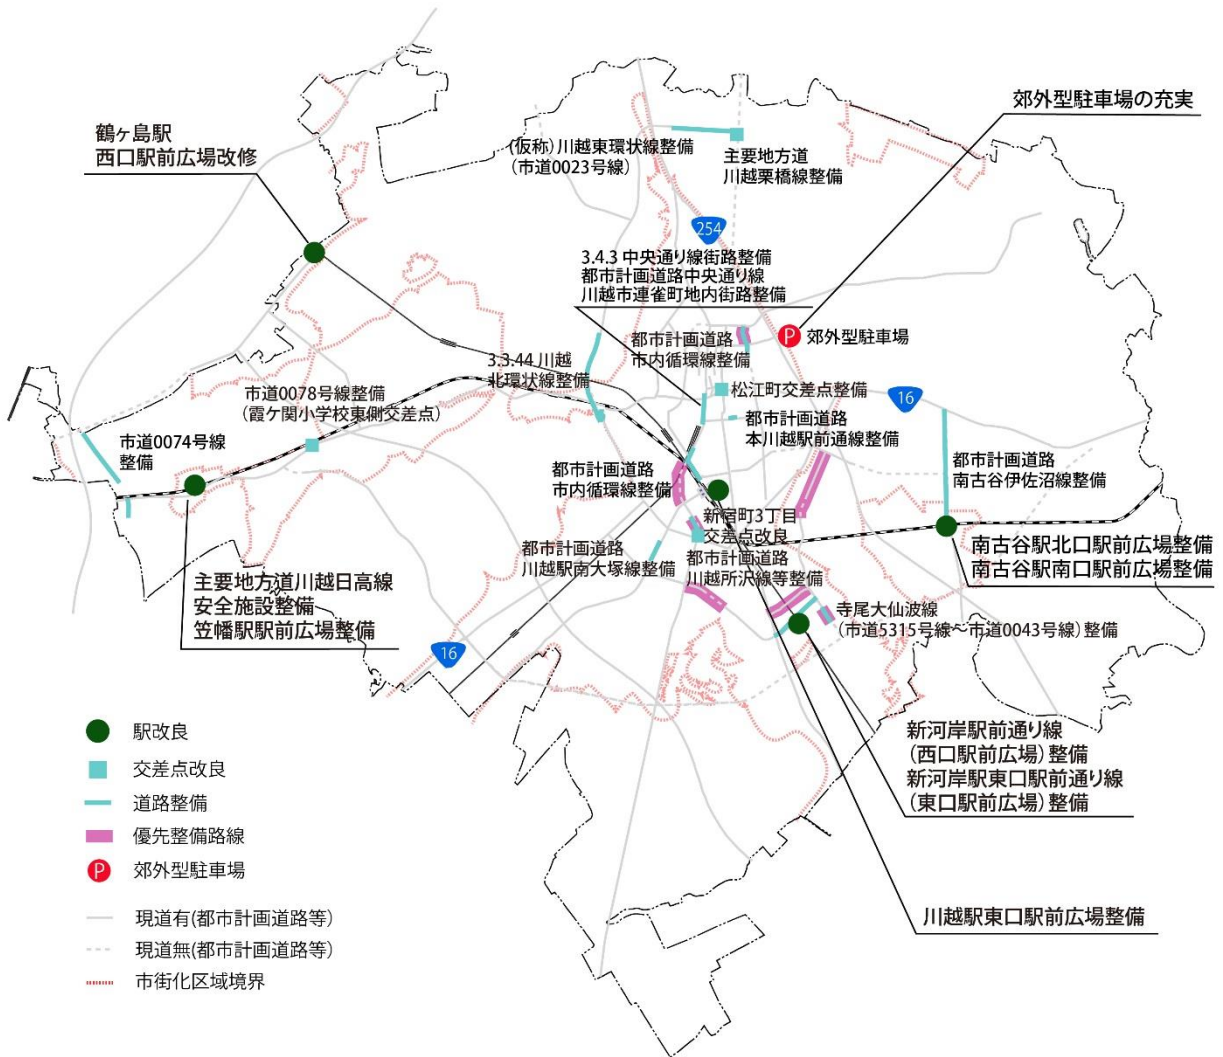 郊外型駐車場の充実
鶴ヶ島駅
西口駅前広場改修
(仮称)川越東環状線整備
(市道0023号線)
主要地方道
川越栗橋線整備
254
3.4.3 中央通り線街路整備
都市計画道路中央通り線
川越市連雀町地内街路整備
都市計画道路
市内循環線整備
P
郊外型駐車場
3.3.44 川越
北環状線整備
松江町交差点整備
16
市道0078号線整備
(霞ケ関小学校東側交差点)
都市計画道路
本川越駅前通線整備
市道0074号線
整備
都市計画道路
市内循環線整備
都市計画道路
南古谷伊佐沼線整備
新宿町3丁目
交差点改良
都市計画道路
川越駅南大塚線整備
都市計画道路
川越所沢線等整備
南古谷駅北口駅前広場整備
南古谷駅南口駅前広場整備
主要地方道川越日高線
安全施設整備
笠幡駅駅前広場整備
寺尾大仙波線
(市道5315号線〜市道0043号線)整備
16
新河岸駅前通り線
(西口駅前広場)整備
新河岸駅東口駅前通り線
(東口駅前広場)整備
川越駅東口駅前広場整備
駅改良
交差点改良
道路整備
優先整備路線
P
郊外型駐車場
現道有(都市計画道路等)
現道無(都市計画道路等)
市街化区域境界